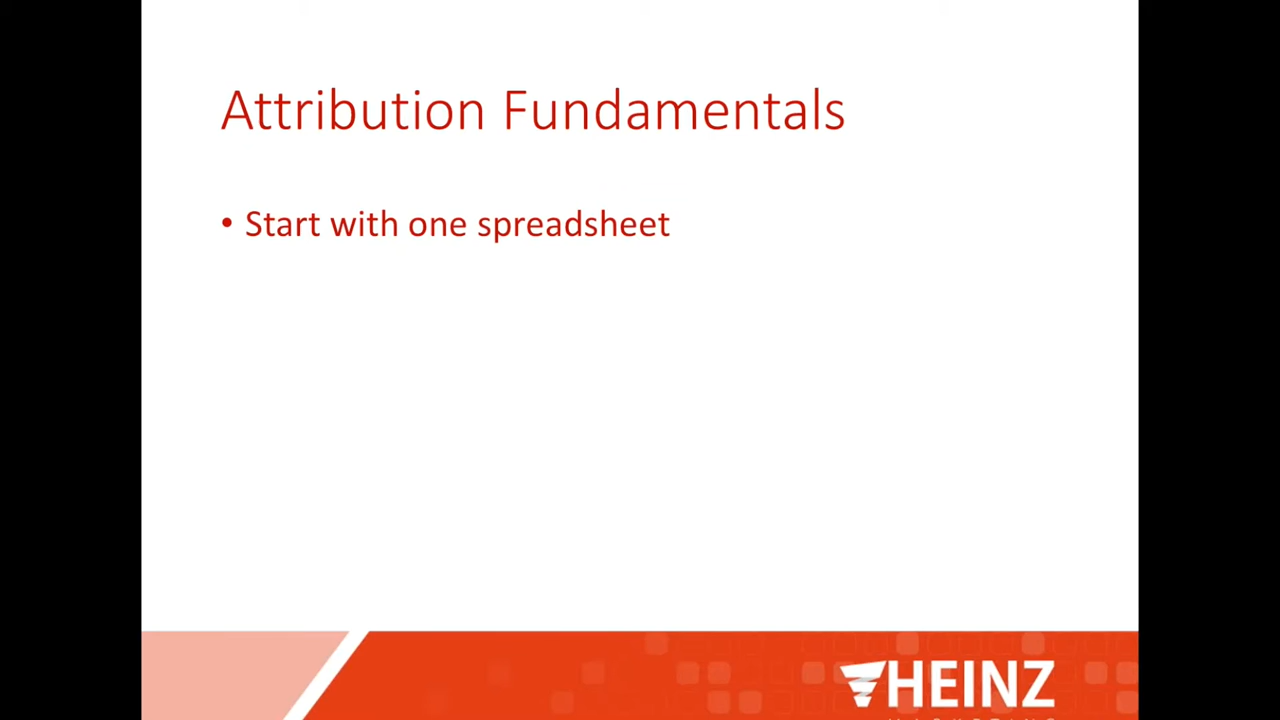 Attribution Fundamentals
• Start with one spreadsheet
HEINZ